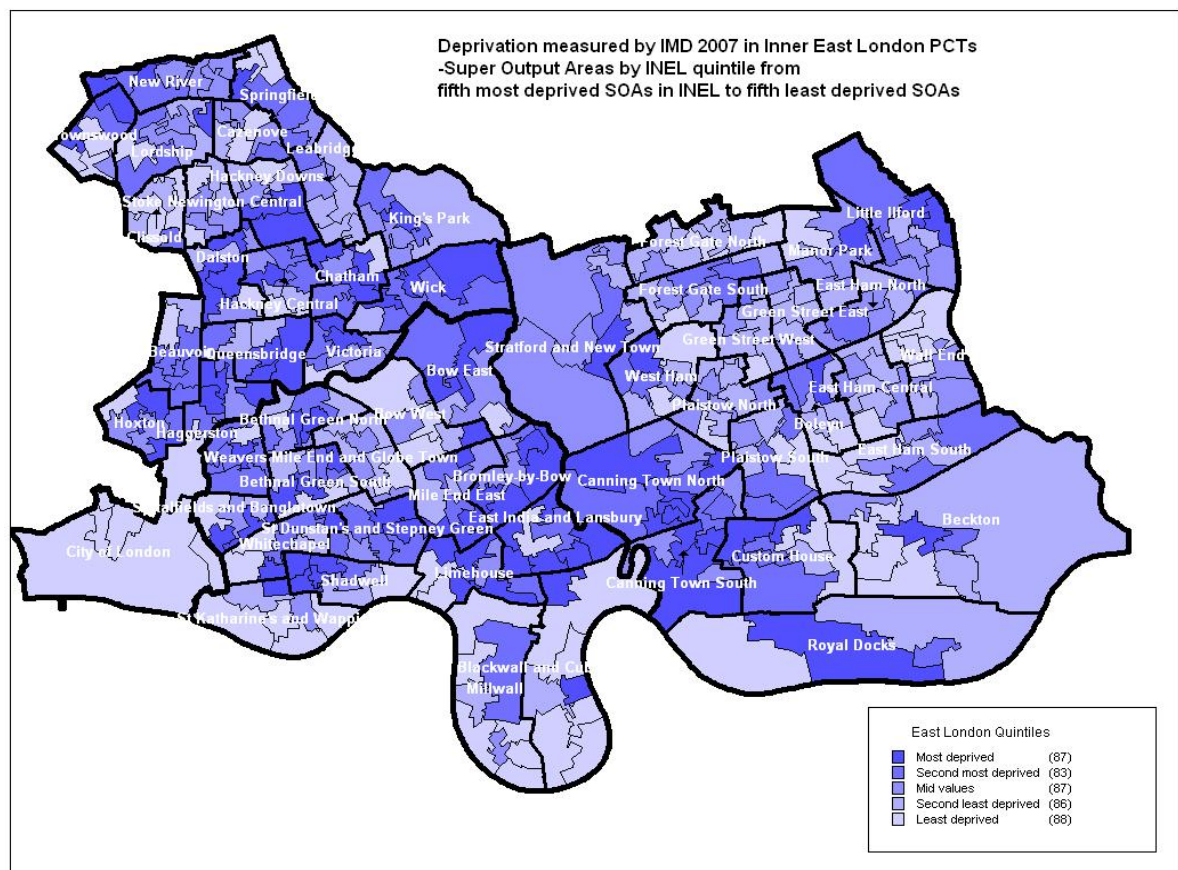 Deprivation measured by IMD 2007 in Inner East London PCTs
-Super Output Areas by INEL quintile from
fifth most deprived SOAs in INEL to fifth least deprived SOAs
New River
Springfield
Lordship
Cazenove
Leabridge
Hackney Downs
Stoke Newington Central
Clissold
King's Park
Dalston
Chatham
Wick
Hackney Central
Beauvoir
Queensbridge
Victoria
Hoxton
Haggerston
Little Ilford
Forest Gate North
Manor Park
Forest Gate South
East Ham North
Green Street East
Green Street West
Stratford and New Town
West Ham
Wall End
East Ham Central
Plaistow North
Boleyn
Plaistow South
East Ham South
Bow East
Bow West
Bethnal Green North
Weavers
Mile End and Globe Town
Bethnal Green South
Bromley-by-Bow
Mile End East
Canning Town North
Spitalfields and Banglatown
St Dunstan's and Stepney Green
East India and Lansbury
Beckton
City of London
Whitechapel
Custom House
Shadwell
Limehouse
Canning Town South
St Katharine's and Wappi
Royal Docks
Blackwall and Cub
Millwall
East London Quintiles
Most deprived (87)
Second most deprived (83)
Mid values (87)
Second least deprived (86)
Least deprived (88)